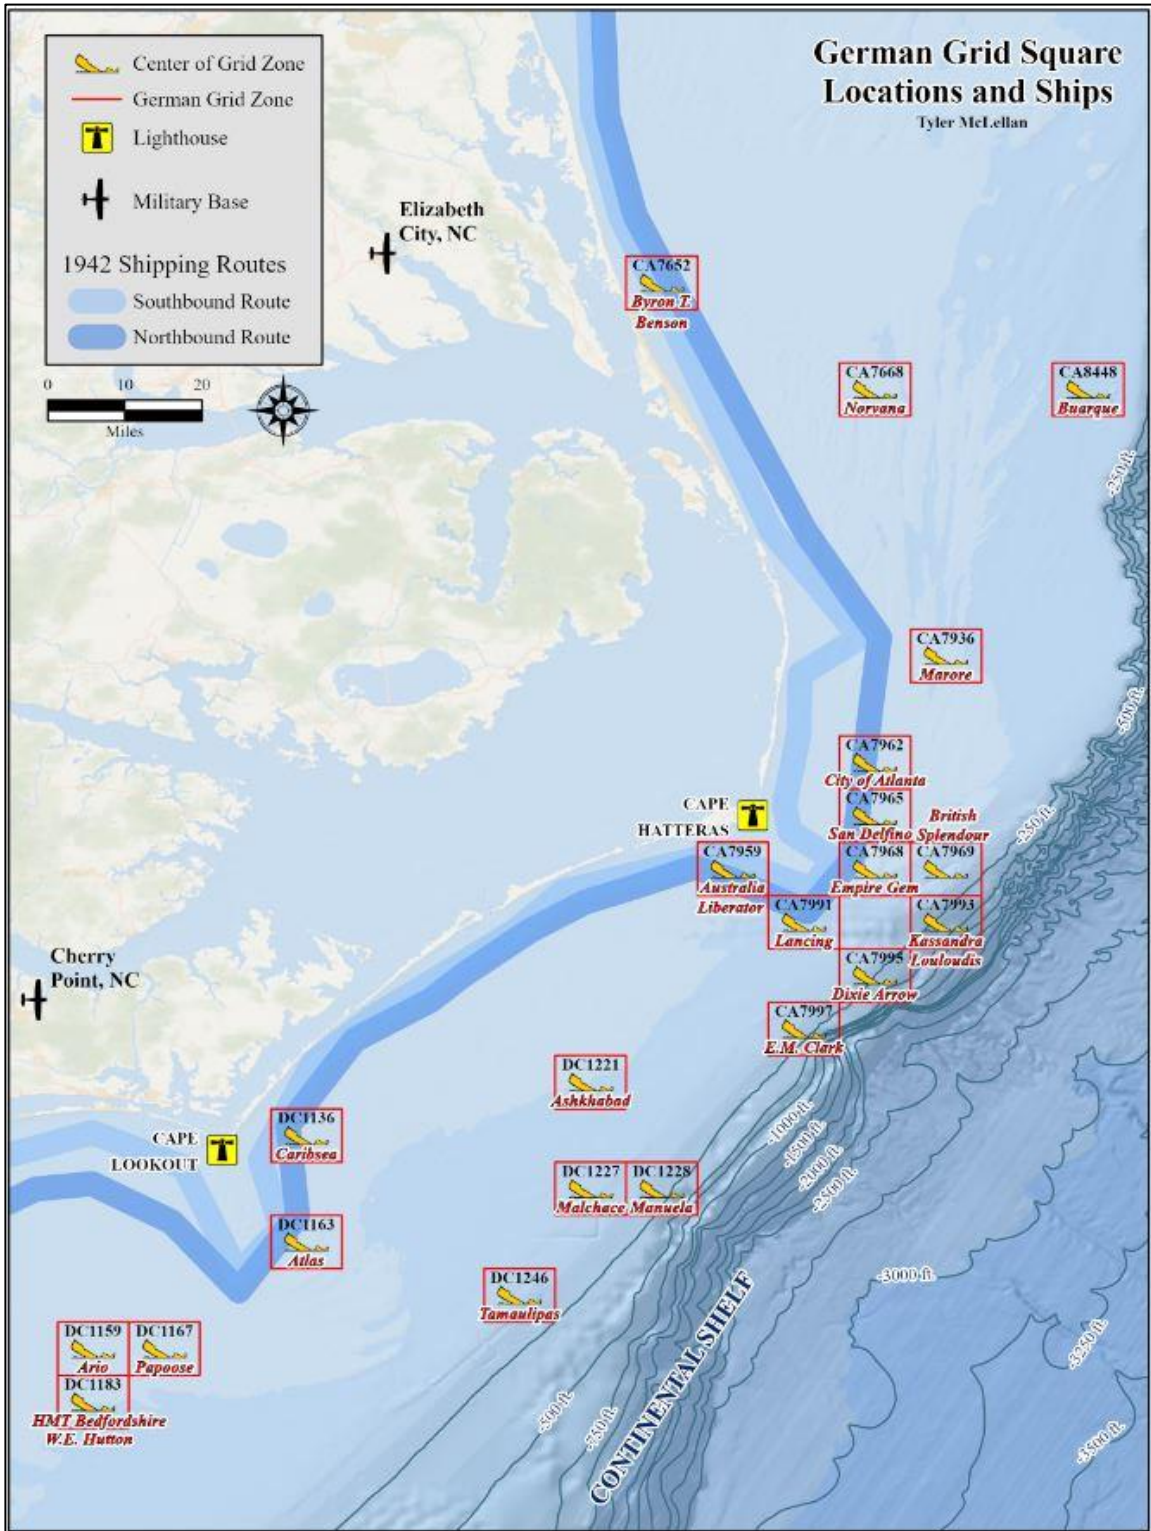 German Grid Square
Locations and Ships
Tyler McLellan
Center of Grid Zone
German Grid Zone
Lighthouse
Military Base
1942 Shipping Routes
Southbound Route
Northbound Route
0 10 20
Miles
Elizabeth
City, NC
CA7652
Byron T.
Benson
CA7668
Norvana
CA8448
Buarque
-250 ft.
CA7936
Marore
-500 ft.
CA7962
City of Atlanta
CAPE
HATTERAS
CA7965
San Delfino
British
Splendour
-250 ft.
CA7959
Australia
Liberator
CA7968
Empire Gem
CA7969
CA7991
Lancing
CA7993
Kassandra
Louloudis
CA7995
Dixie Arrow
Cherry
Point, NC
CA7997
E.M. Clark
DC1221
Ashkhabad
CAPE
LOOKOUT
DC1136
Caribsea
-1000 ft.
-1500 ft.
-2000 ft.
-2500 ft.
DC1227
Malchace
DC1228
Manuela
DC1163
Atlas
DC1246
Tamaulipas
-3000 ft.
-3250 ft.
DC1159
Ario
DC1167
Papoose
DC1183
HMT Bedfordshire
W.E. Hutton
-500 ft.
-750 ft.
CONTINENTAL SHELF
-3500 ft.